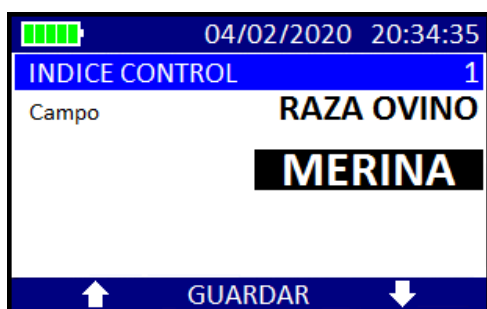 04/02/2020 20:34:35
INDICE CONTROL 1
Campo RAZA OVINO
MERINA
GUARDAR